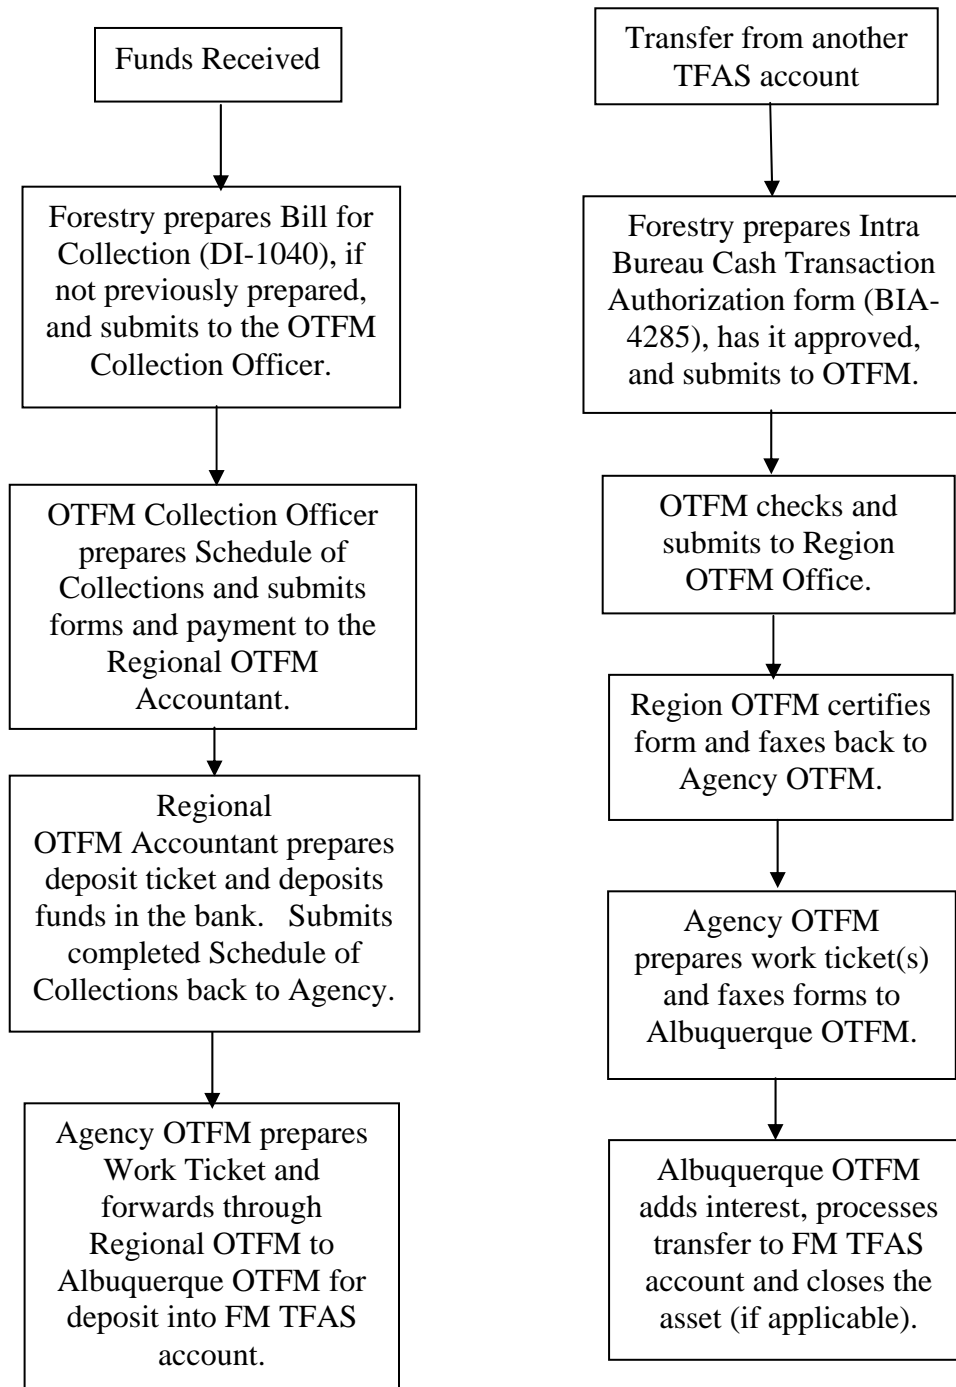 Funds Received
Forestry prepares Bill for
Collection (DI-1040), if
not previously prepared,
and submits to the OTFM
Collection Officer.
OTFM Collection Officer
prepares Schedule of
Collections and submits
forms and payment to the
Regional OTFM
Accountant.
Regional
OTFM Accountant prepares
deposit ticket and deposits
funds in the bank.   Submits
completed Schedule of
Collections back to Agency.
Agency OTFM prepares
Work Ticket and
forwards through
Regional OTFM to
Albuquerque OTFM for
deposit into FM TFAS
account.
Transfer from another
TFAS account
Forestry prepares Intra
Bureau Cash Transaction
Authorization form (BIA-
4285), has it approved,
and submits to OTFM.
OTFM checks and
submits to Region
OTFM Office.
Region OTFM certifies
form and faxes back to
Agency OTFM.
Agency OTFM
prepares work ticket(s)
and faxes forms to
Albuquerque OTFM.
Albuquerque OTFM
adds interest, processes
transfer to FM TFAS
account and closes the
asset (if applicable).